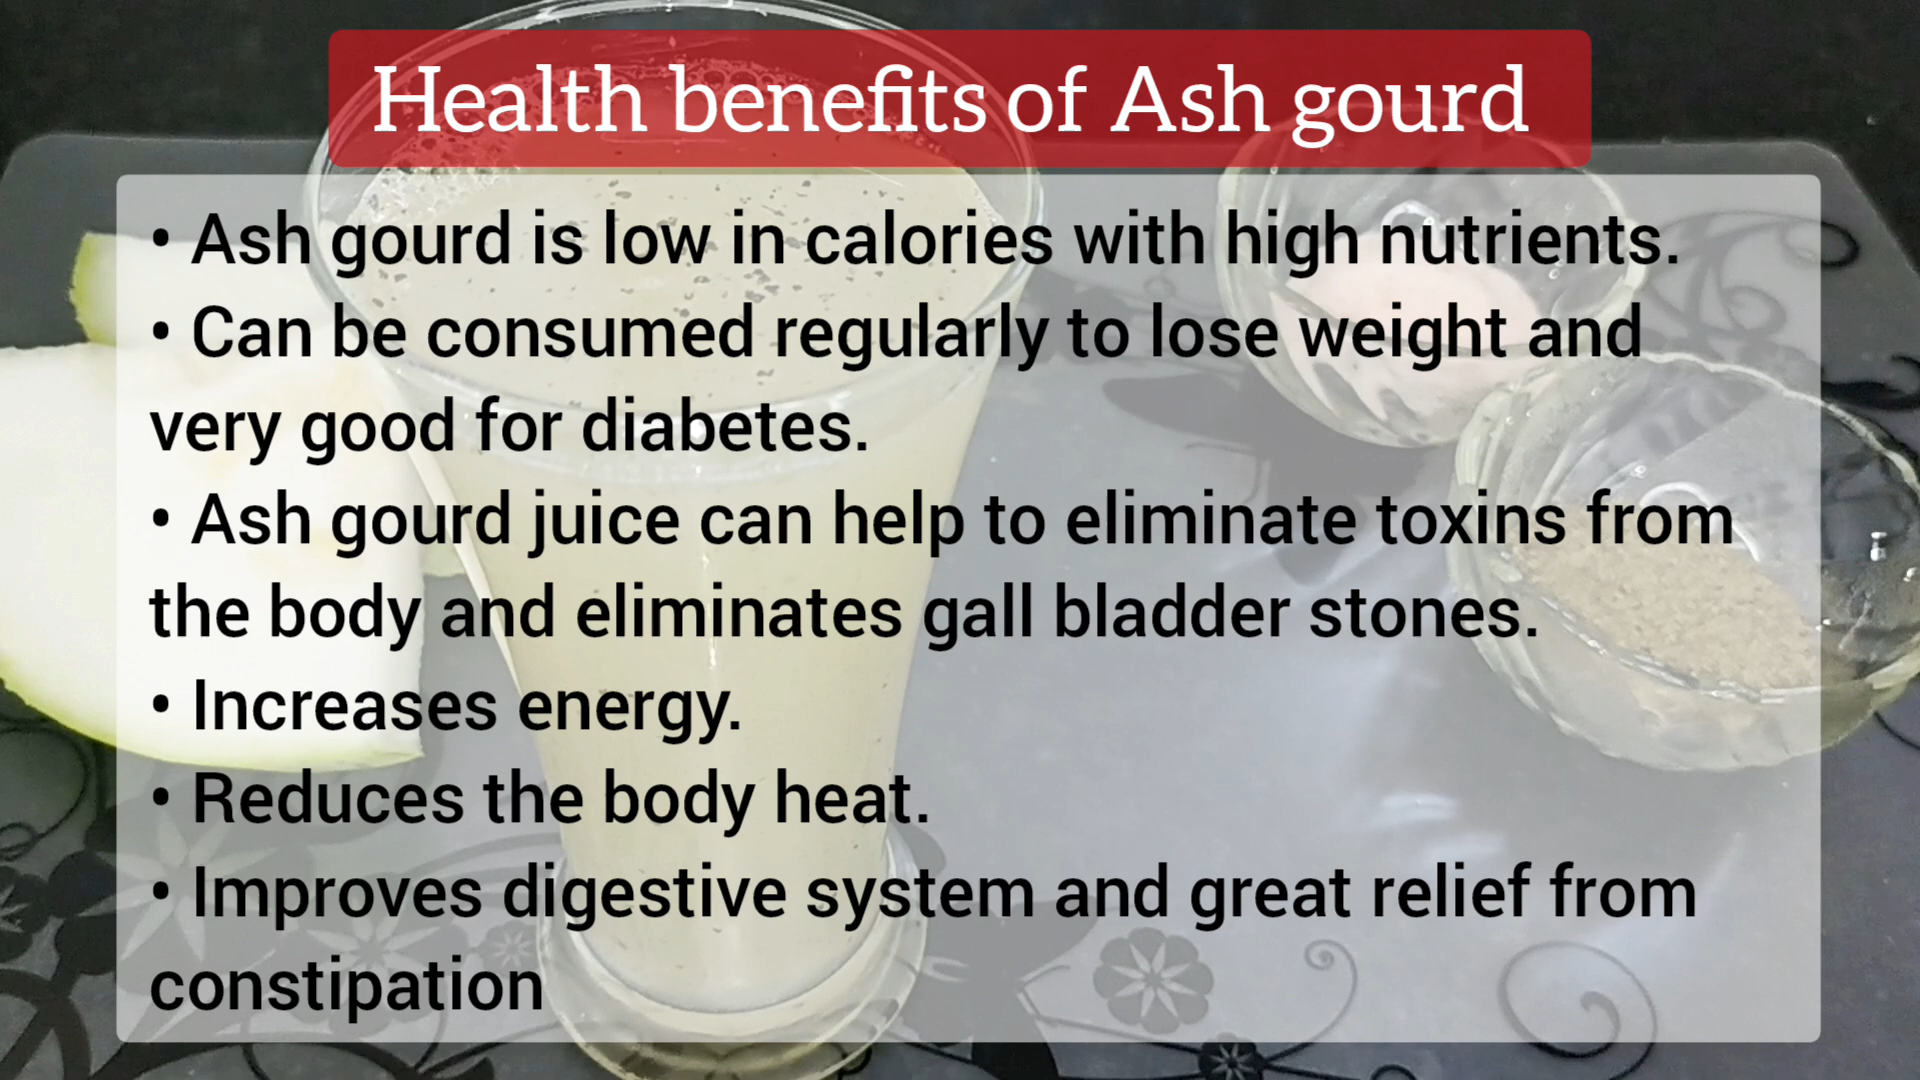 Health benefits of Ash gourd
• Ash gourd is low in calories with high nutrients.
• Can be consumed regularly to lose weight and
very good for diabetes.
• Ash gourd juice can help to eliminate toxins from
the body and eliminates gall bladder stones.
• Increases energy.
• Reduces the body heat.
• Improves digestive system and great relief from
constipation